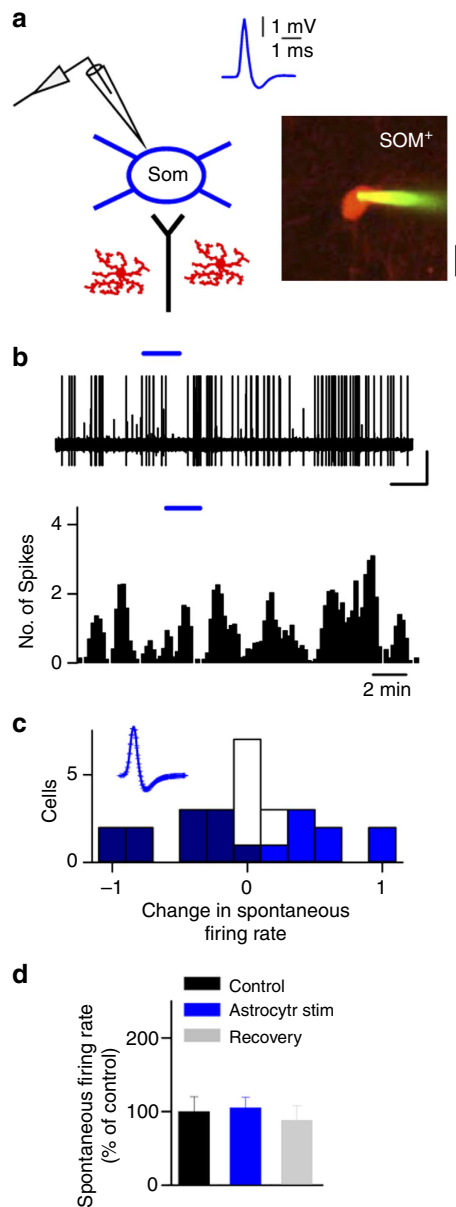 a
1 mV
1 ms
Som
SOM+
b
No. of Spikes
4
2
0
2 min
c
Cells
5
0
–1
0
1
Change in spontaneous
firing rate
d
Control
Astrocytr stim
Recovery
Spontaneous firing rate
(% of control)
200
100
0